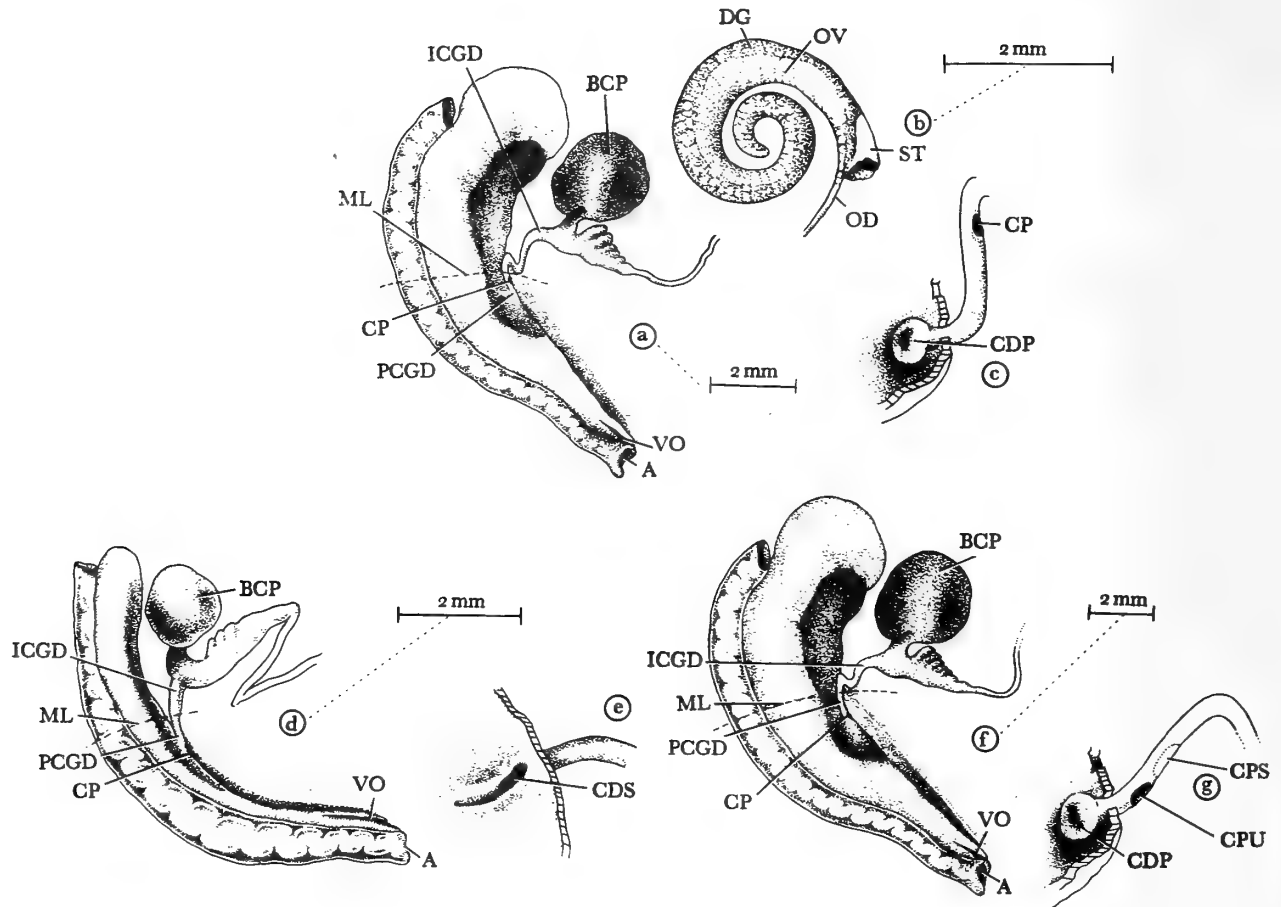 DG
OV
2 mm
ICGD
BCP
b
ST
ML
OD
CP
CP
a
CDP
PCGD
2 mm
c
VO
A
BCP
BCP
2 mm
2 mm
ICGD
ICGD
e
ML
d
ML
f
PCGD
PCGD
CPS
CP
VO
CDS
CP
g
VO
CPU
A
CDP
A